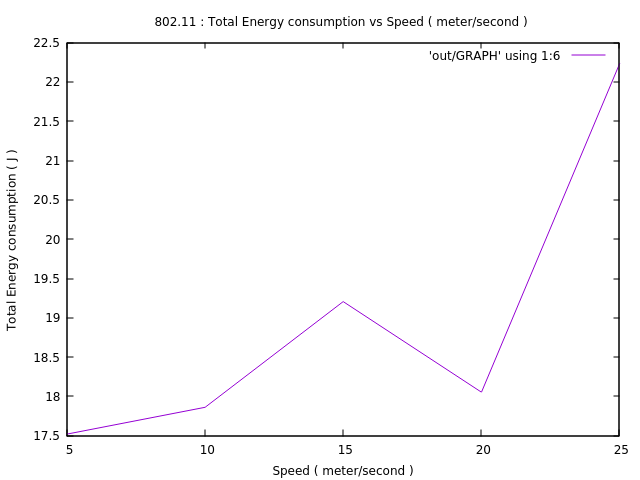 802.11 : Total Energy consumption vs Speed ( meter/second )
'out/GRAPH' using 1:6
Total Energy consumption ( J )
22.5
22
21.5
21
20.5
20
19.5
19
18.5
18
17.5
5 10 15 20 25
Speed ( meter/second )